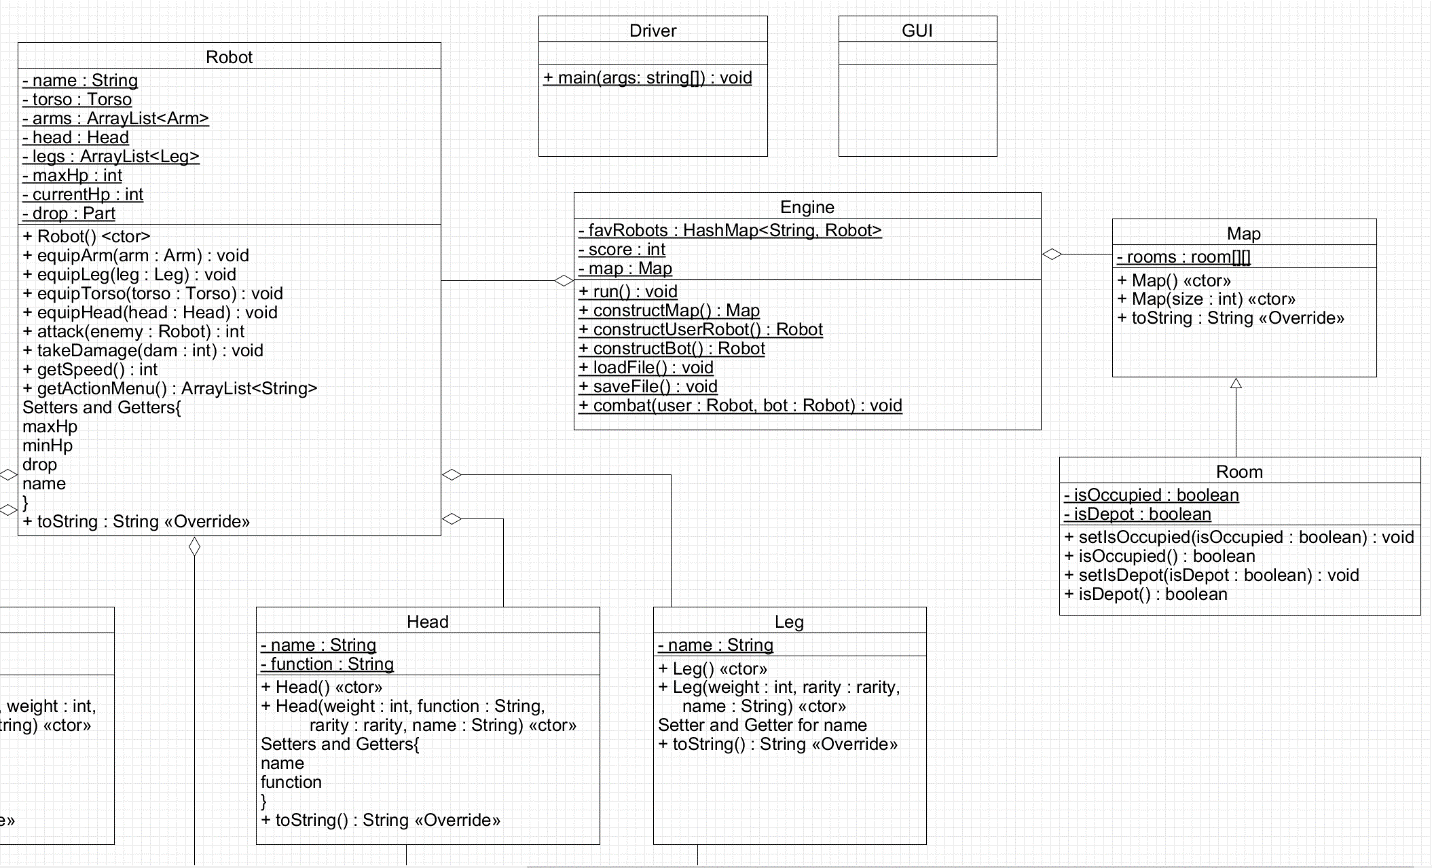 Robot
- name : String
- torso : Torso
- arms : ArrayList<Arm>
- head : Head
- legs : ArrayList<Leg>
- maxHp : int
- currentHp : int
- drop : Part
+ Robot() <ctor>
+ equipArm(arm : Arm) : void
+ equipLeg(leg : Leg) : void
+ equipTorso(torso : Torso) : void
+ equipHead(head : Head) : void
+ attack(enemy : Robot) : int
+ takeDamage(dam : int) : void
+ getSpeed() : int
+ getActionMenu() : ArrayList<String>
Setters and Getters{
maxHp
minHp
drop
name
}
+ toString : String «Override»
Driver
+ main(args: string[]) : void
GUI
Engine
- favRobots : HashMap<String, Robot>
- score : int
- map : Map
+ run() : void
+ constructMap() : Map
+ constructUserRobot() : Robot
+ constructBot() : Robot
+ loadFile() : void
+ saveFile() : void
+ combat(user : Robot, bot : Robot) : void
Map
- rooms : room[][]
+ Map() «ctor»
+ Map(size : int) «ctor»
+ toString : String «Override»
Room
- isOccupied : boolean
- isDepot : boolean
+ setIsOccupied(isOccupied : boolean) : void
+ isOccupied() : boolean
+ setIsDepot(isDepot : boolean) : void
+ isDepot() : boolean
, weight : int,
tring) «ctor»
e»
Head
- name : String
- function : String
+ Head() «ctor»
+ Head(weight : int, function : String,
rarity : rarity, name : String) «ctor»
Setters and Getters{
name
function
}
+ toString() : String «Override»
Leg
- name : String
+ Leg() «ctor»
+ Leg(weight : int, rarity : rarity,
name : String) «ctor»
Setter and Getter for name
+ toString() : String «Override»